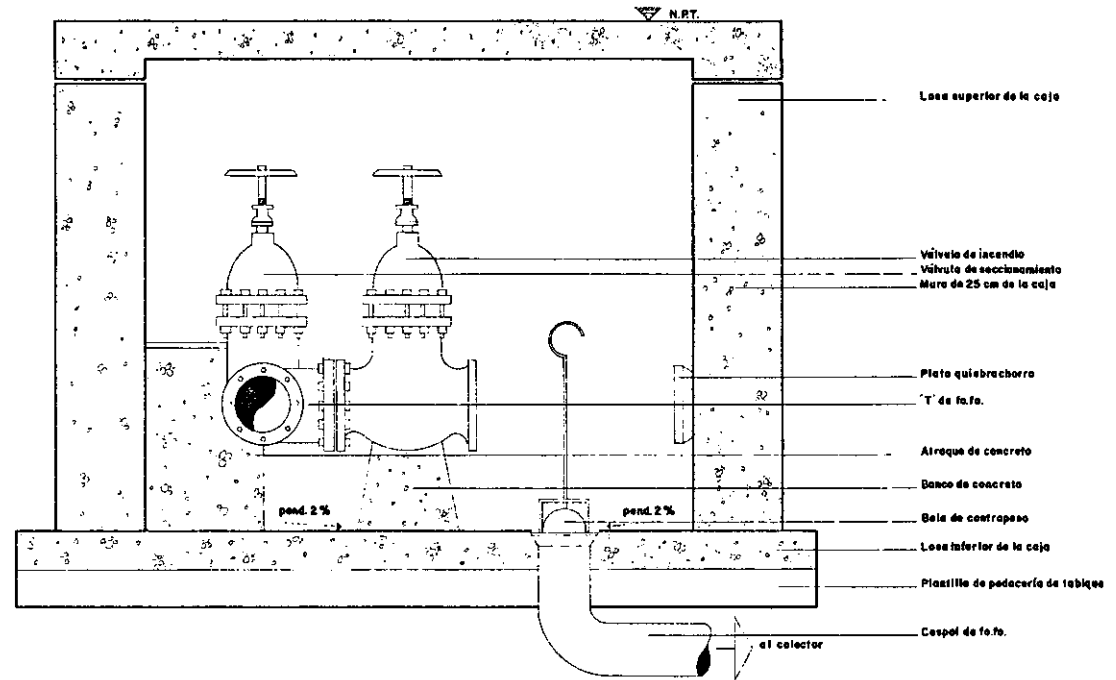 N.P.T.
Losa superior de la caja
Válvula de incendio
Válvula de seccionamiento
Muro de 25 cm de la caja
Plato quiebrachorro
'T' de fo.fo.
Atraque de concreto
Banco de concreto
pend. 2 %
pend. 2 %
Bola de contrapeso
Losa inferior de la caja
Plantilla de pedacería de tabique
Cespol de fo.fo.
al colector